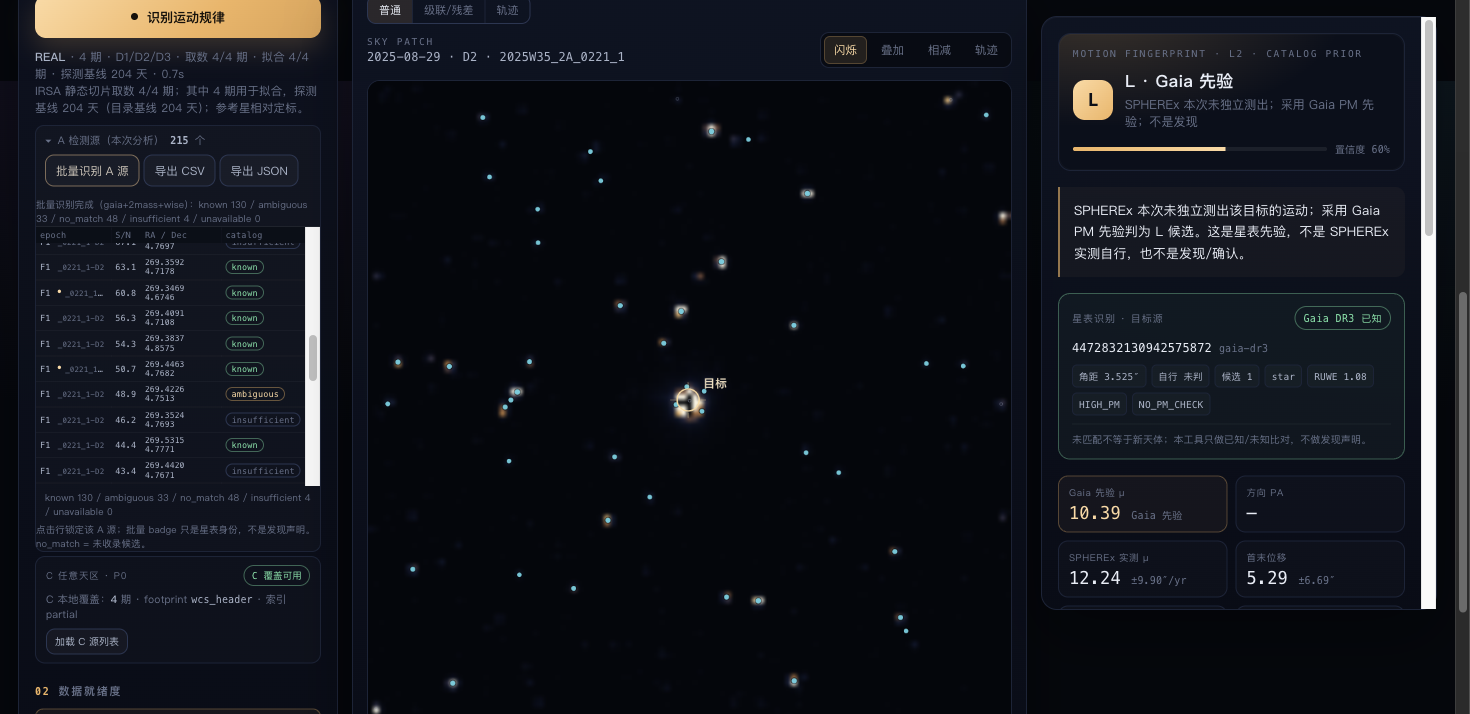 识别运动规律
REAL · 4 期 · D1/D2/D3 · 取数 4/4 期 · 拟合 4/4
期 · 探测基线 204 天 · 0.7s
IRSA 静态切片取数 4/4 期；其中 4 期用于拟合，探测
基线 204 天（目录基线 204 天）；参考星相对定标。
A 检测源（本次分析） 215 个
批量识别 A 源 导出 CSV 导出 JSON
批量识别完成（gaia+2mass+wise）：known 130 / ambiguous
33 / no_match 48 / insufficient 4 / unavailable 0
epoch S/N RA / Dec catalog
4.7697
F1 _0221_1-D2 63.1 269.3592 4.7178 known
F1 _0221_1… 60.8 269.3469 4.6746 known
F1 _0221_1-D2 56.3 269.4091 4.7108 known
F1 _0221_1-D2 54.3 269.3837 4.8575 known
F1 _0221_1… 50.7 269.4463 4.7682 known
F1 _0221_1-D2 48.9 269.4226 4.7513 ambiguous
F1 _0221_1-D2 46.2 269.3524 4.7693 insufficient
F1 _0221_1-D2 44.4 269.5315 4.7771 known
F1 _0221_1-D2 43.4 269.4420 4.7671 insufficient
known 130 / ambiguous 33 / no_match 48 / insufficient 4
/ unavailable 0
点击行锁定该 A 源；批量 badge 只是星表身份，不是发现声明。
no_match = 未收录候选。
C 任意天区 · P0 C 覆盖可用
C 本地覆盖：4 期 · footprint wcs_header · 索引
partial
加载 C 源列表
02 数据就绪度
普通 级联/残差 轨迹
SKY PATCH
2025-08-29 · D2 · 2025W35_2A_0221_1
闪烁 叠加 相减 轨迹
目标
MOTION FINGERPRINT · L2 · CATALOG PRIOR
L
L · Gaia 先验
SPHEREx 本次未独立测出；采用 Gaia PM 先
验；不是发现
置信度 60%
SPHEREx 本次未独立测出该目标的运动；采用 Gaia
PM 先验判为 L 候选。这是星表先验，不是 SPHEREx
实测自行，也不是发现/确认。
星表识别 · 目标源 Gaia DR3 已知
4472832130942575872 gaia-dr3
角距 3.525″ 自行 未判 候选 1 star RUWE 1.08
HIGH_PM NO_PM_CHECK
未匹配不等于新天体；本工具只做已知/未知比对，不做发现声明。
Gaia 先验 μ
10.39 Gaia 先验
方向 PA
—
SPHEREx 实测 μ
12.24 ±9.90″/yr
首末位移
5.29 ±6.69″